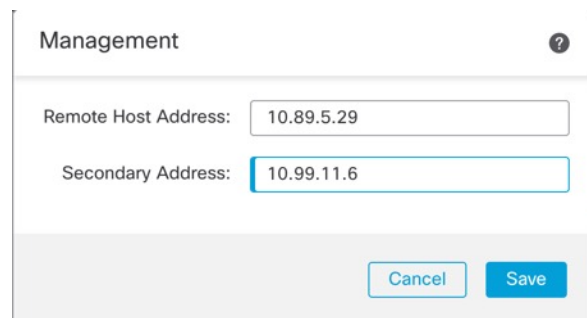 Management
?
Remote Host Address: 10.89.5.29
Secondary Address: 10.99.11.6
Cancel Save